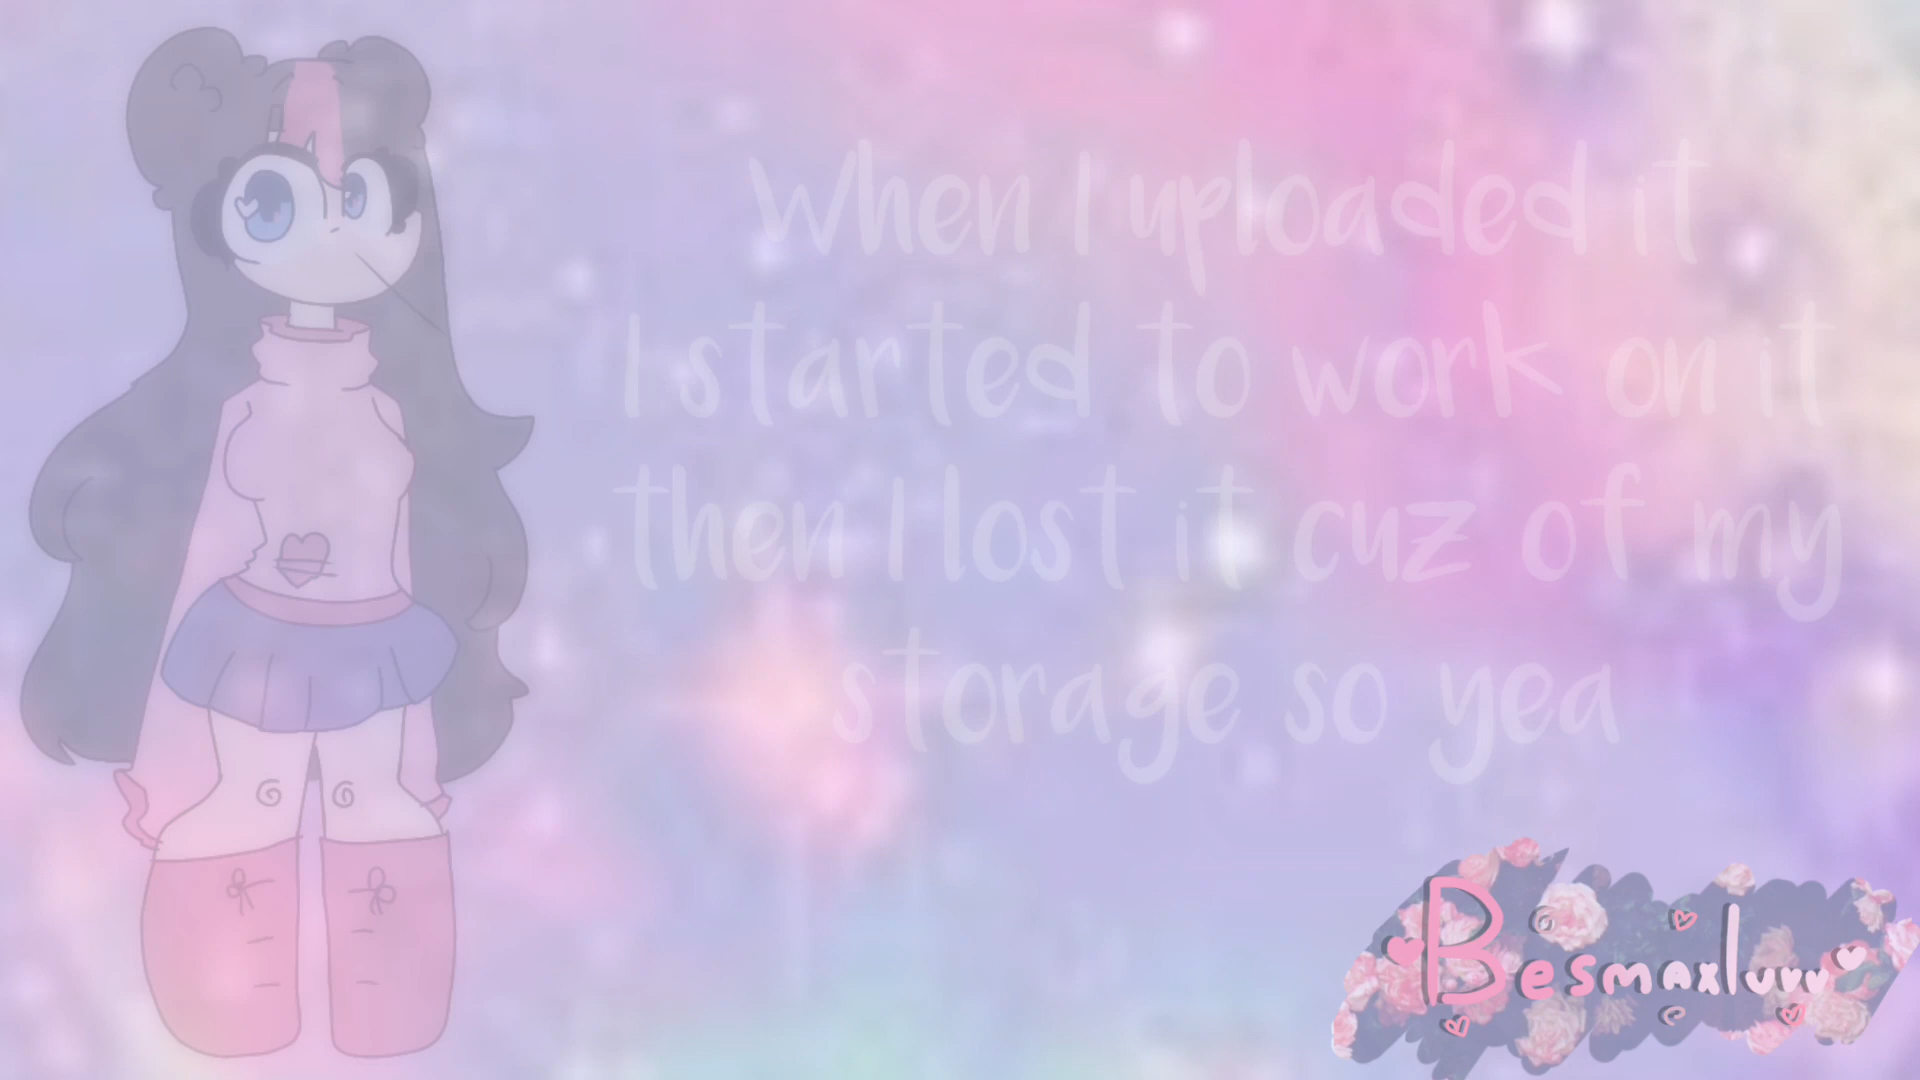 When I uploaded it
I started to work on it
then I lost it cuz of my
storage so yea
Besmaxluvv